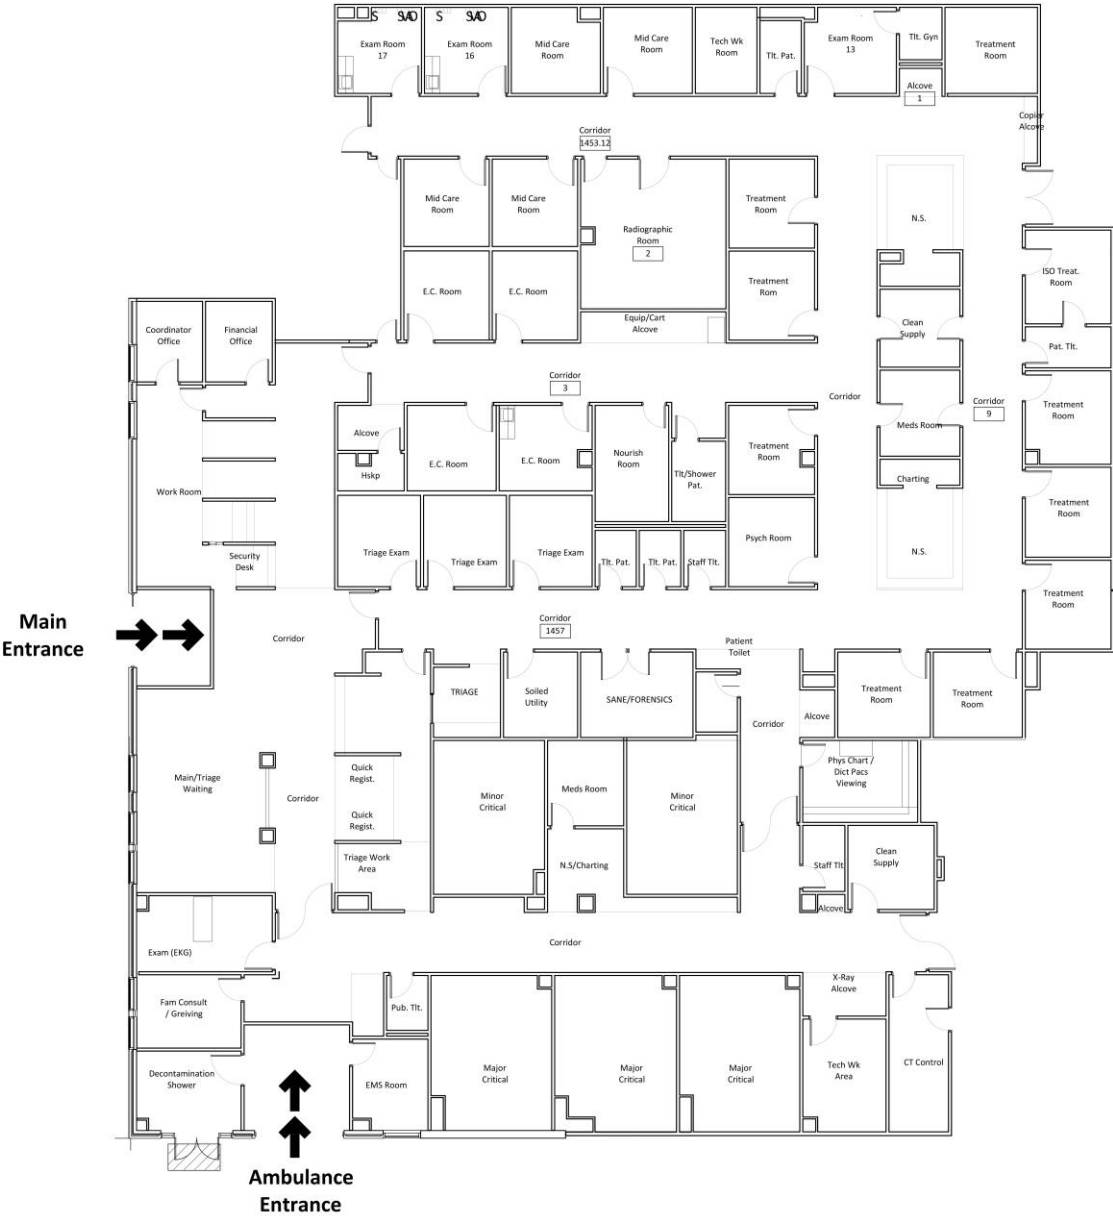 S SVAD S SVAD
Exam Room
17
Exam Room
16
Mid Care
Room
Mid Care
Room
Tech Wk
Room
Tlt. Pat.
Exam Room
13
Tlt. Gyn
Treatment
Room
Alcove
1
Copier
Alcove
Corridor
1453.12
Mid Care
Room
Mid Care
Room
Radiographic
Room
2
Treatment
Room
N.S.
E.C. Room
E.C. Room
Treatment
Rom
ISO Treat.
Room
Equip/Cart
Alcove
Clean
Supply
Coordinator
Office
Financial
Office
Pat. Tlt.
Corridor
3
Corridor
Corridor
9
Treatment
Room
Meds Room
Alcove
Hskp
E.C. Room
E.C. Room
Nourish
Room
Tlt/Shower
Pat.
Treatment
Room
Charting
Work Room
Treatment
Room
Security
Desk
Triage Exam
Triage Exam
Triage Exam
Tlt. Pat.
Tlt. Pat.
Staff Tlt.
Psych Room
N.S.
Treatment
Room
Main
Entrance
Corridor
Corridor
1457
Patient
Toilet
TRIAGE
Soiled
Utility
SANE/FORENSICS
Corridor
Alcove
Treatment
Room
Treatment
Room
Main/Triage
Waiting
Corridor
Quick
Regist.
Quick
Regist.
Minor
Critical
Meds Room
Minor
Critical
Phys Chart /
Dict Pacs
Viewing
Triage Work
Area
N.S/Charting
Staff Tlt
Clean
Supply
Alcove
Exam (EKG)
Corridor
Fam Consult
/ Greiving
Pub. Tlt.
X-Ray
Alcove
Decontamination
Shower
EMS Room
Major
Critical
Major
Critical
Major
Critical
Tech Wk
Area
CT Control
Ambulance
Entrance